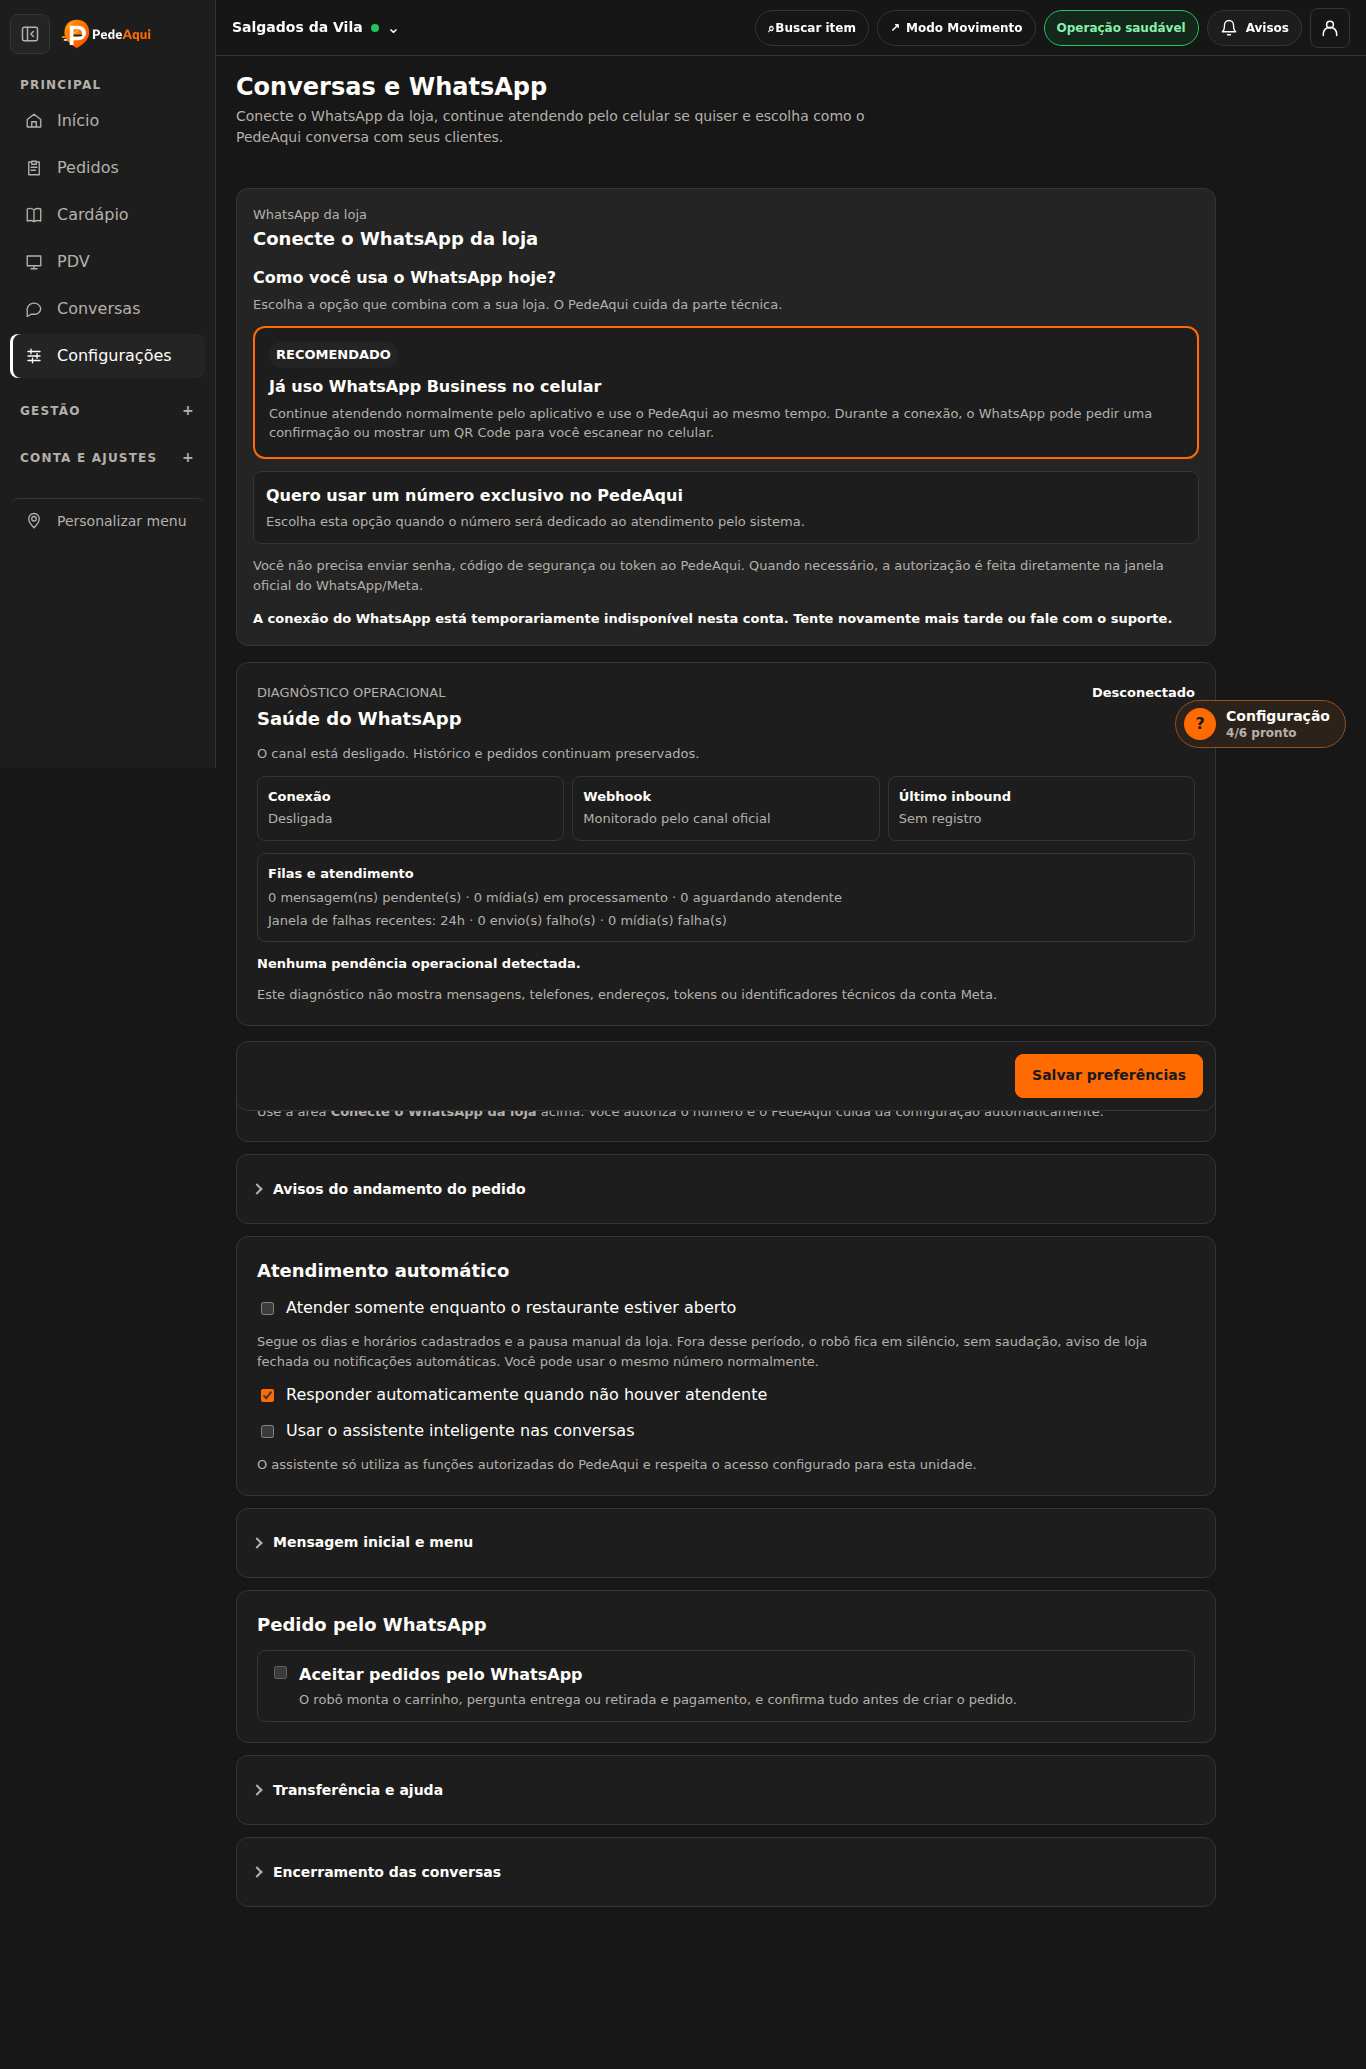 PedeAqui
PRINCIPAL
Início
Pedidos
Cardápio
PDV
Conversas
Configurações
GESTÃO +
CONTA E AJUSTES +
Personalizar menu
Salgados da Vila
Buscar item
↗ Modo Movimento
Operação saudável
Avisos
Conversas e WhatsApp
Conecte o WhatsApp da loja, continue atendendo pelo celular se quiser e escolha como o
PedeAqui conversa com seus clientes.
WhatsApp da loja
Conecte o WhatsApp da loja
Como você usa o WhatsApp hoje?
Escolha a opção que combina com a sua loja. O PedeAqui cuida da parte técnica.
RECOMENDADO
Já uso WhatsApp Business no celular
Continue atendendo normalmente pelo aplicativo e use o PedeAqui ao mesmo tempo. Durante a conexão, o WhatsApp pode pedir uma
confirmação ou mostrar um QR Code para você escanear no celular.
Quero usar um número exclusivo no PedeAqui
Escolha esta opção quando o número será dedicado ao atendimento pelo sistema.
Você não precisa enviar senha, código de segurança ou token ao PedeAqui. Quando necessário, a autorização é feita diretamente na janela
oficial do WhatsApp/Meta.
A conexão do WhatsApp está temporariamente indisponível nesta conta. Tente novamente mais tarde ou fale com o suporte.
DIAGNÓSTICO OPERACIONAL
Desconectado
Saúde do WhatsApp
O canal está desligado. Histórico e pedidos continuam preservados.
Conexão
Desligada
Webhook
Monitorado pelo canal oficial
Último inbound
Sem registro
Filas e atendimento
0 mensagem(ns) pendente(s) · 0 mídia(s) em processamento · 0 aguardando atendente
Janela de falhas recentes: 24h · 0 envio(s) falho(s) · 0 mídia(s) falha(s)
Nenhuma pendência operacional detectada.
Este diagnóstico não mostra mensagens, telefones, endereços, tokens ou identificadores técnicos da conta Meta.
?
Configuração
4/6 pronto
Salvar preferências
Use a área Conecte o WhatsApp da loja acima. Você autoriza o número e o PedeAqui cuida da configuração automaticamente.
Avisos do andamento do pedido
Atendimento automático
Atender somente enquanto o restaurante estiver aberto
Segue os dias e horários cadastrados e a pausa manual da loja. Fora desse período, o robô fica em silêncio, sem saudação, aviso de loja
fechada ou notificações automáticas. Você pode usar o mesmo número normalmente.
Responder automaticamente quando não houver atendente
Usar o assistente inteligente nas conversas
O assistente só utiliza as funções autorizadas do PedeAqui e respeita o acesso configurado para esta unidade.
Mensagem inicial e menu
Pedido pelo WhatsApp
Aceitar pedidos pelo WhatsApp
O robô monta o carrinho, pergunta entrega ou retirada e pagamento, e confirma tudo antes de criar o pedido.
Transferência e ajuda
Encerramento das conversas